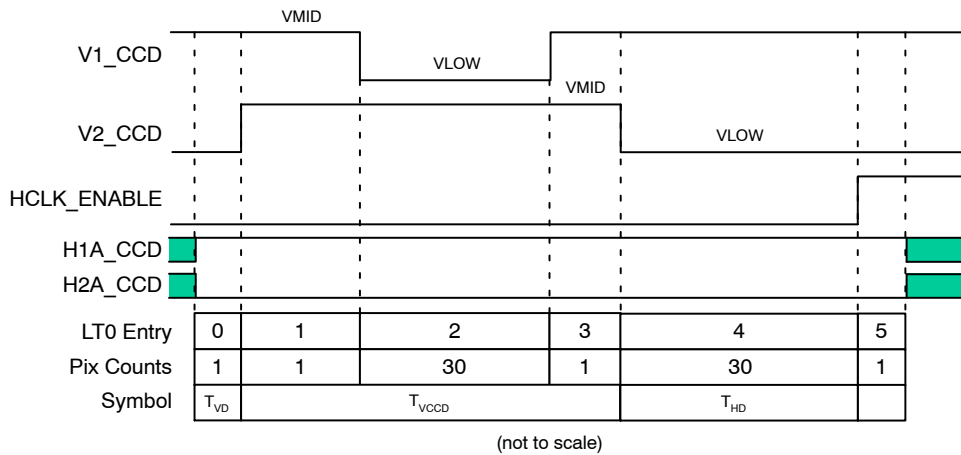 VMID
V1_CCD
VLOW
VMID
V2_CCD
VLOW
HCLK_ENABLE
H1A_CCD
H2A_CCD
LT0 Entry 0 1 2 3 4 5
Pix Counts 1 1 30 1 30 1
Symbol TVD TVCCD THD
(not to scale)